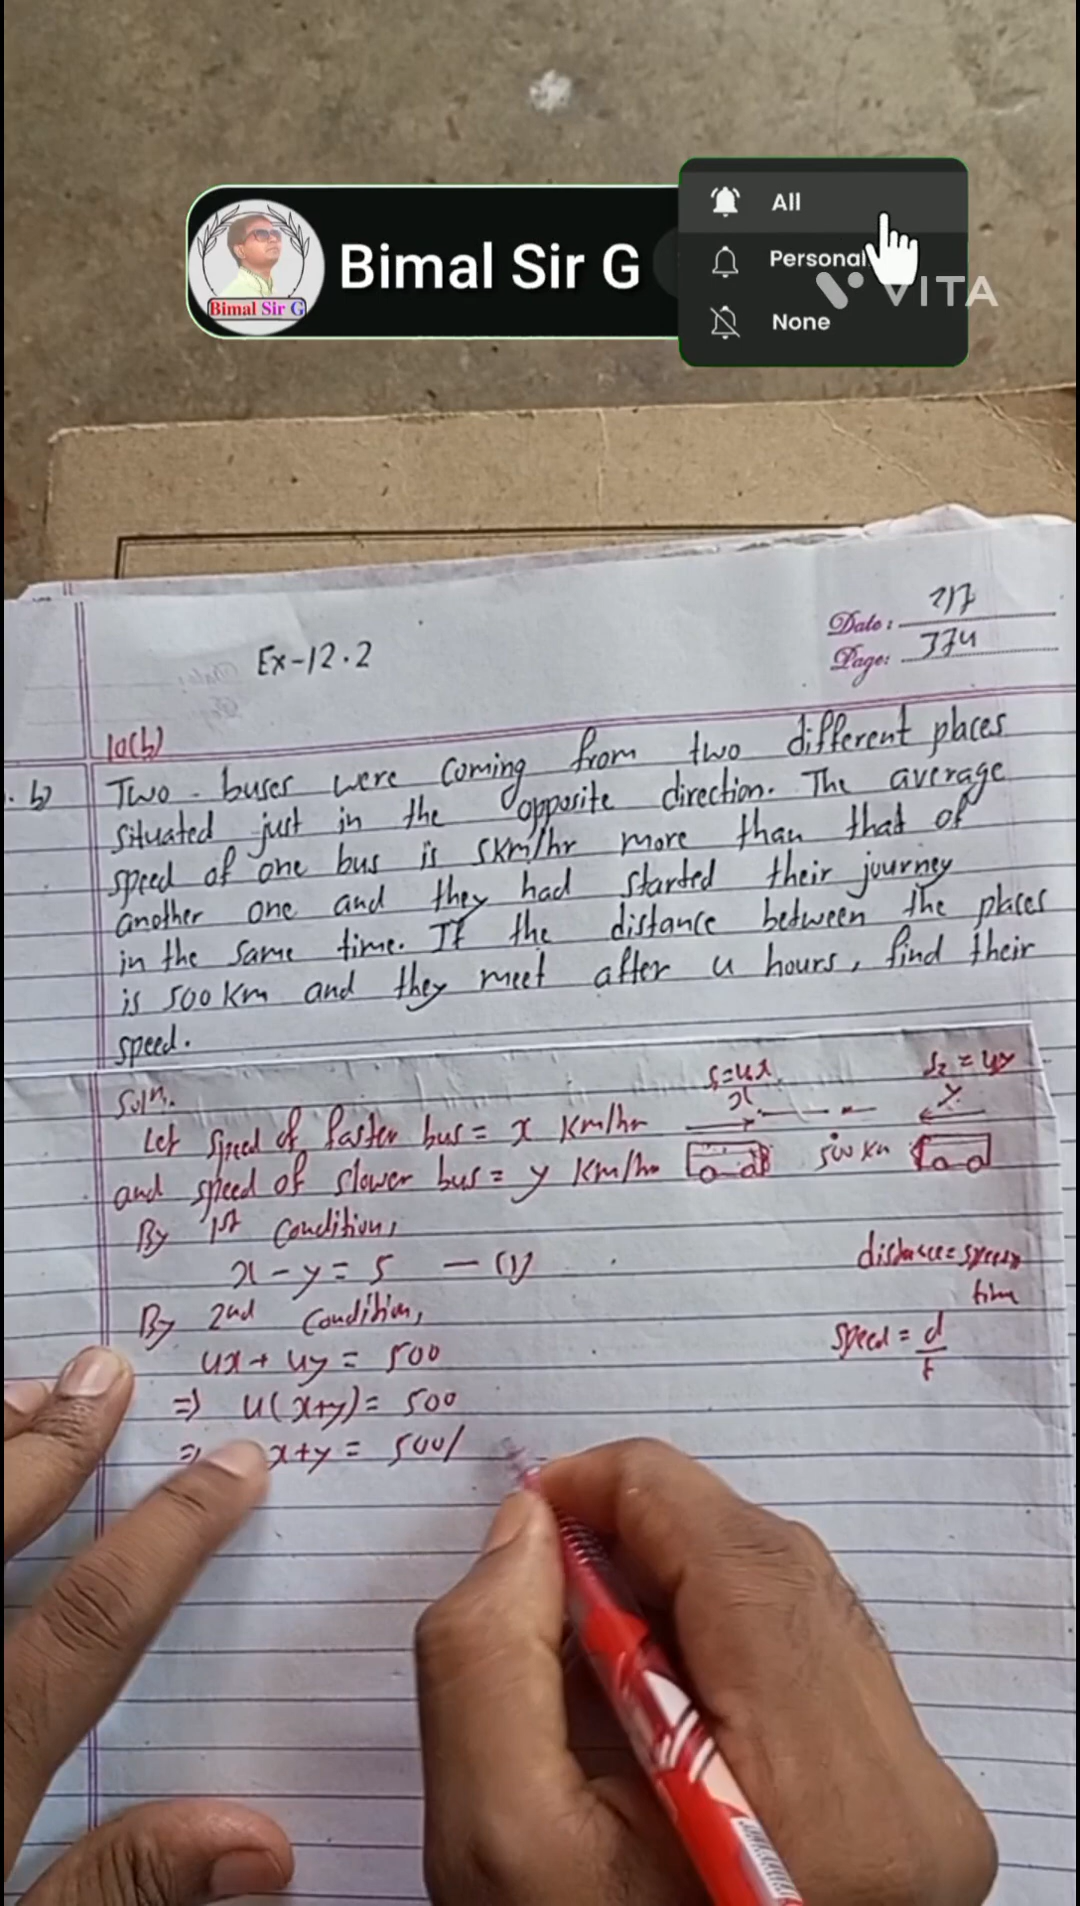 All
Personal
VITA
None
Bimal Sir G
Bimal Sir G
Date: 217
Page: 374
Ex-12.2
10(b)
. b) Two buses were coming from two different places
situated just in the opposite direction. The average
speed of one bus is 5km/hr more than that of
another one and they had started their journey
in the same time. If the distance between the places
is 500 km and they meet after 4 hours, find their
speed.
Soln.
S₁=4x
S₂ = 4y
x
y
Let speed of faster bus = x km/hr
500 km
and speed of slower bus = y km/hr
By 1st Condition,
x - y = 5 — (1)
distance = speed x
time
By 2nd Condition,
speed = d/t
4x + 4y = 500
=> 4(x+y) = 500
=> x+y = 500/